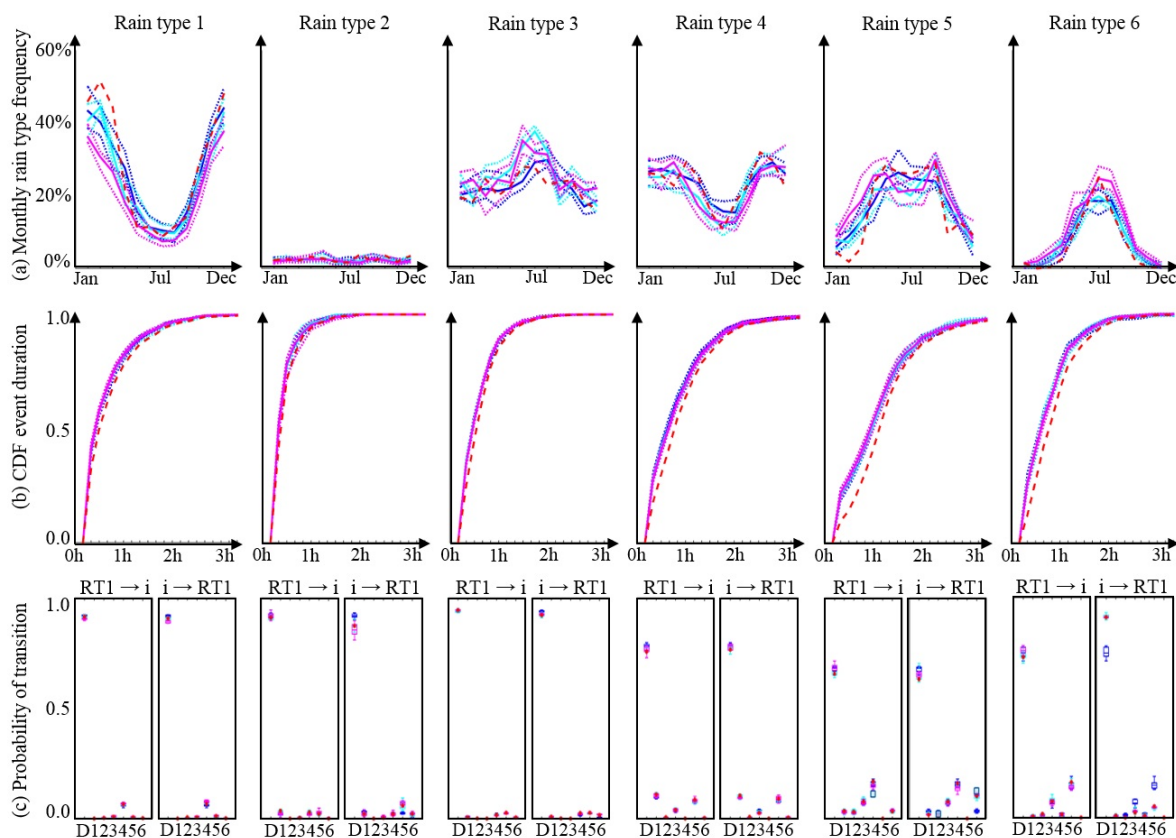 Rain type 1 Rain type 2 Rain type 3 Rain type 4 Rain type 5 Rain type 6
(a) Monthly rain type frequency
60%
40%
20%
0%
Jan Jul Dec Jan Jul Dec Jan Jul Dec Jan Jul Dec Jan Jul Dec Jan Jul Dec
(b) CDF event duration
1.0
0.5
0.0
0h 1h 2h 3h 0h 1h 2h 3h 0h 1h 2h 3h 0h 1h 2h 3h 0h 1h 2h 3h 0h 1h 2h 3h
(c) Probability of transition
RT1 → i i → RT1 RT1 → i i → RT1 RT1 → i i → RT1 RT1 → i i → RT1 RT1 → i i → RT1 RT1 → i i → RT1
1.0
0.5
0.0
D123456 D123456 D123456 D123456 D123456 D123456 D123456 D123456 D123456 D123456 D123456 D123456